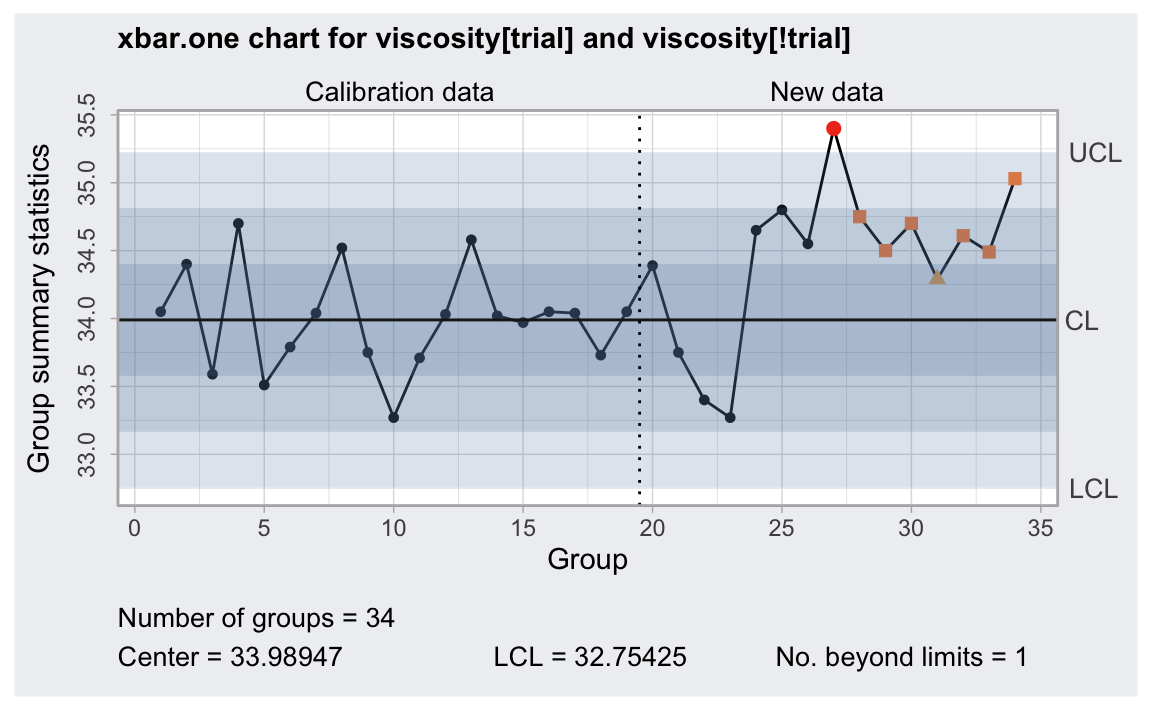 xbar.one chart for viscosity[trial] and viscosity[!trial]
Calibration data New data
Group summary statistics
35.5
35.0
34.5
34.0
33.5
33.0
UCL
CL
LCL
0 5 10 15 20 25 30 35
Group
Number of groups = 34
Center = 33.98947 LCL = 32.75425 No. beyond limits = 1